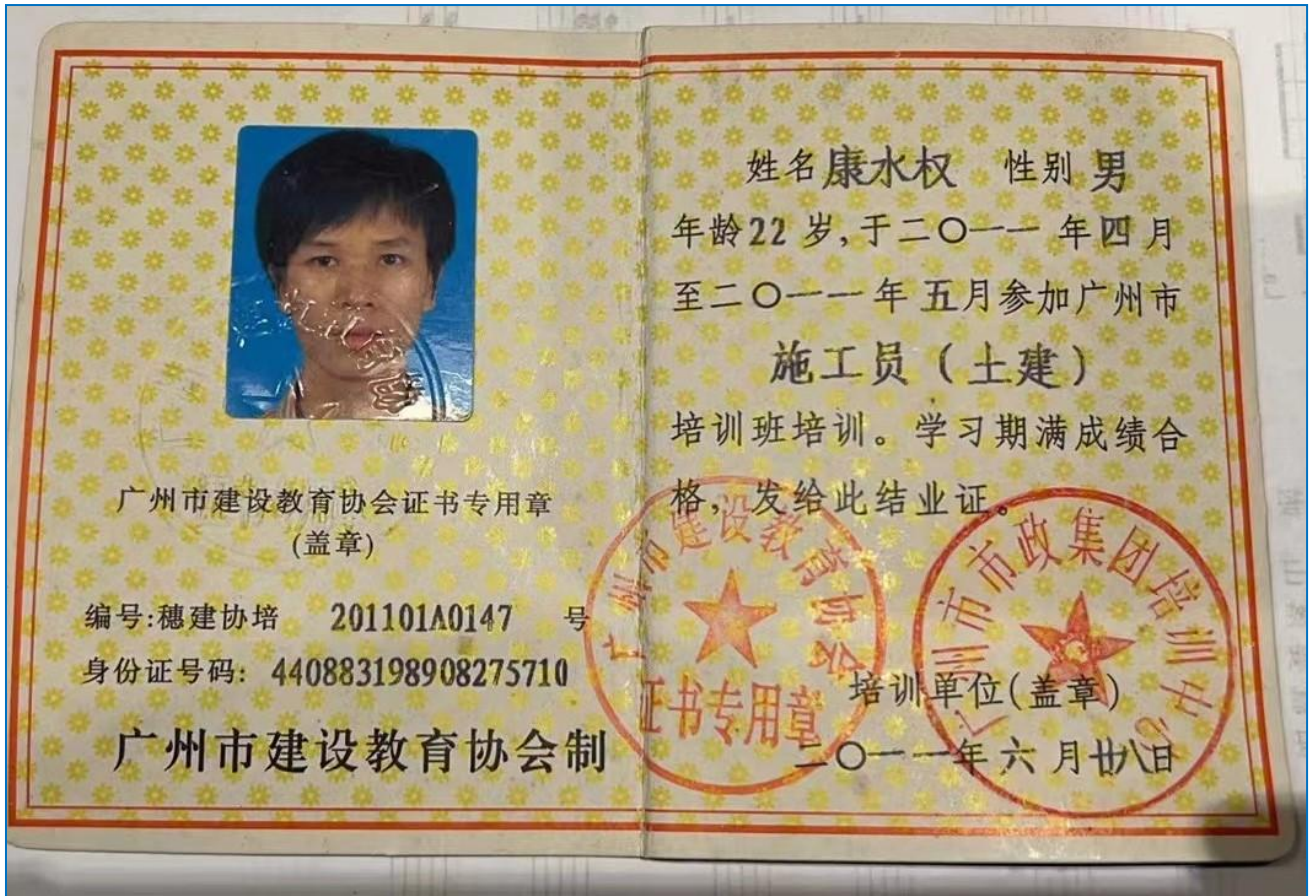 广州市建设教育协会证书专用章
(盖章)
编号:穗建协培 201101A0147 号
身份证号码: 440883198908275710
广州市建设教育协会制
姓名康水权 性别 男
年龄22岁,于二〇一一年四月
至二〇一一年五月参加广州市
施工员(土建)
培训班培训。学习期满成绩合
格,发给此结业证。
广州市建设教育协会
证书专用章
广州市市政集团培训中心
培训单位(盖章)
二〇一一年六月廿八日